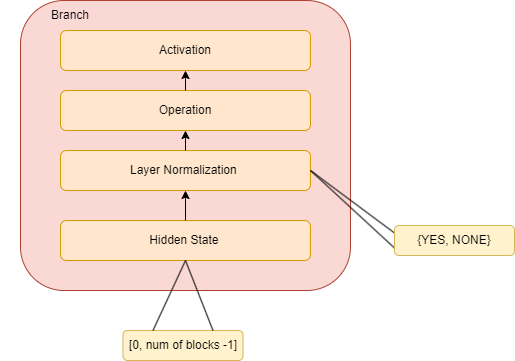 Branch
Activation
Operation
Layer Normalization
Hidden State
{YES, NONE}
[0, num of blocks -1]